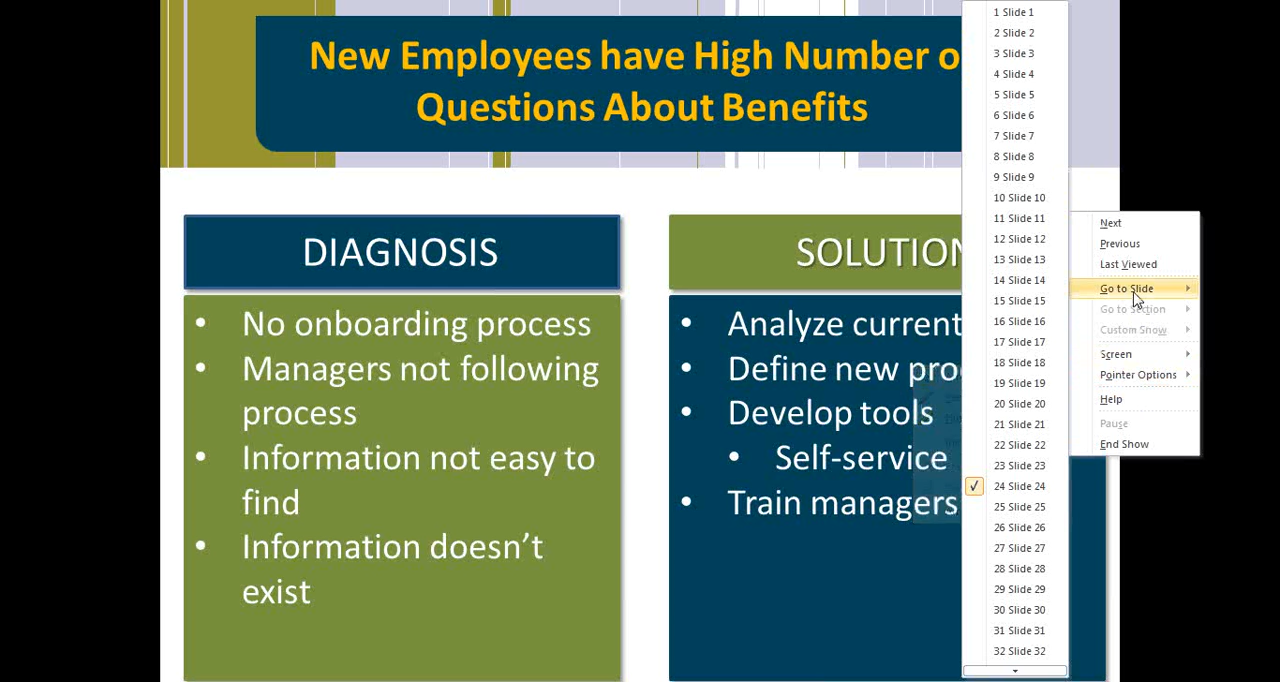 New Employees have High Number o
Questions About Benefits
DIAGNOSIS
• No onboarding process
• Managers not following
process
• Information not easy to
find
• Information doesn't
exist
SOLUTION
• Analyze current
• Define new pro
• Develop tools
• Self-service
• Train managers
1 Slide 1
2 Slide 2
3 Slide 3
4 Slide 4
5 Slide 5
6 Slide 6
7 Slide 7
8 Slide 8
9 Slide 9
10 Slide 10
11 Slide 11
12 Slide 12
13 Slide 13
14 Slide 14
15 Slide 15
16 Slide 16
17 Slide 17
18 Slide 18
19 Slide 19
20 Slide 20
21 Slide 21
22 Slide 22
23 Slide 23
24 Slide 24
25 Slide 25
26 Slide 26
27 Slide 27
28 Slide 28
29 Slide 29
30 Slide 30
31 Slide 31
32 Slide 32
Next
Previous
Last Viewed
Go to Slide
Go to Section
Custom Show
Screen
Pointer Options
Help
Pause
End Show